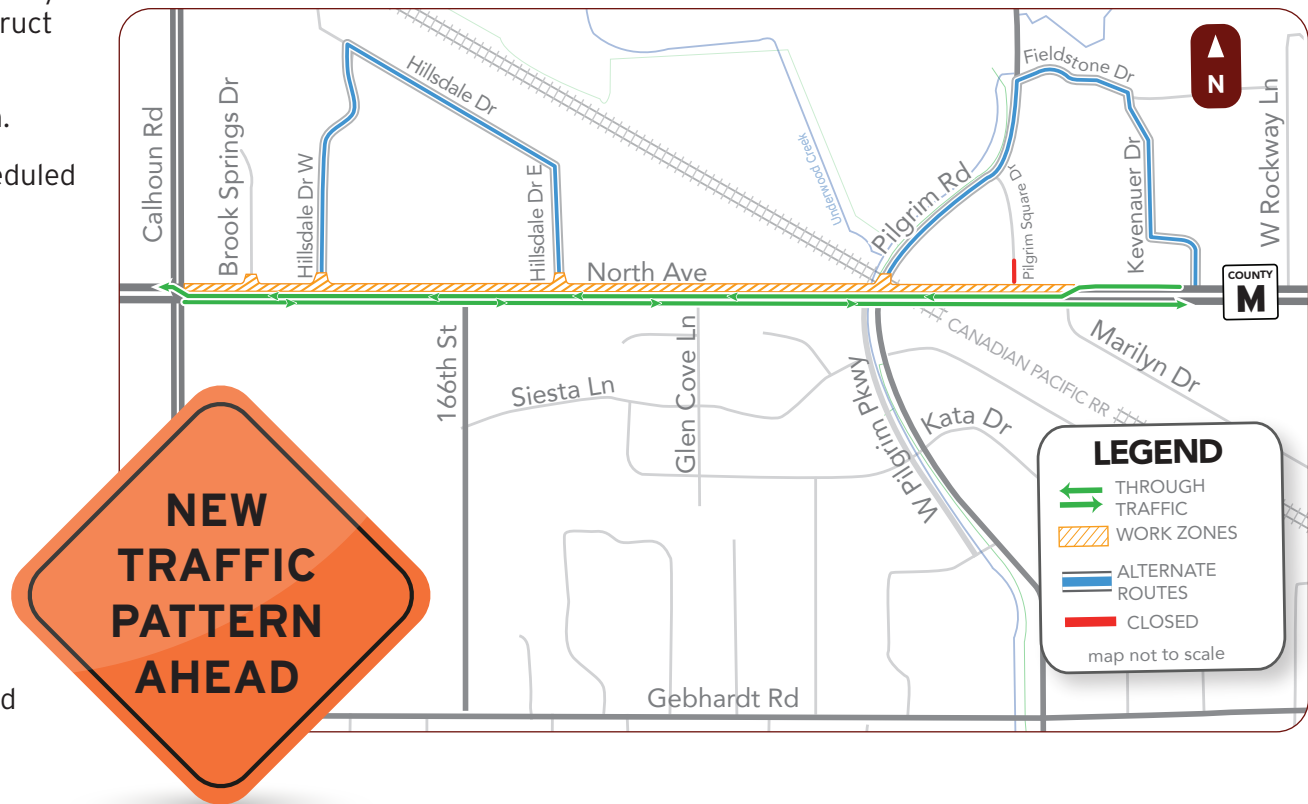 ruct
.
eduled
d
Calhoun Rd
Brook Springs Dr
Hillsdale Dr W
Hillsdale Dr
Hillsdale Dr E
North Ave
Underwood Creek
Pilgrim Rd
Pilgrim Square Dr
Fieldstone Dr
Kevenauer Dr
W Rockway Ln
N
COUNTY
M
166th St
Siesta Ln
Glen Cove Ln
W Pilgrim Pkwy
Kata Dr
CANADIAN PACIFIC RR
Marilyn Dr
Gebhardt Rd
NEW
TRAFFIC
PATTERN
AHEAD
LEGEND
THROUGH
TRAFFIC
WORK ZONES
ALTERNATE
ROUTES
CLOSED
map not to scale